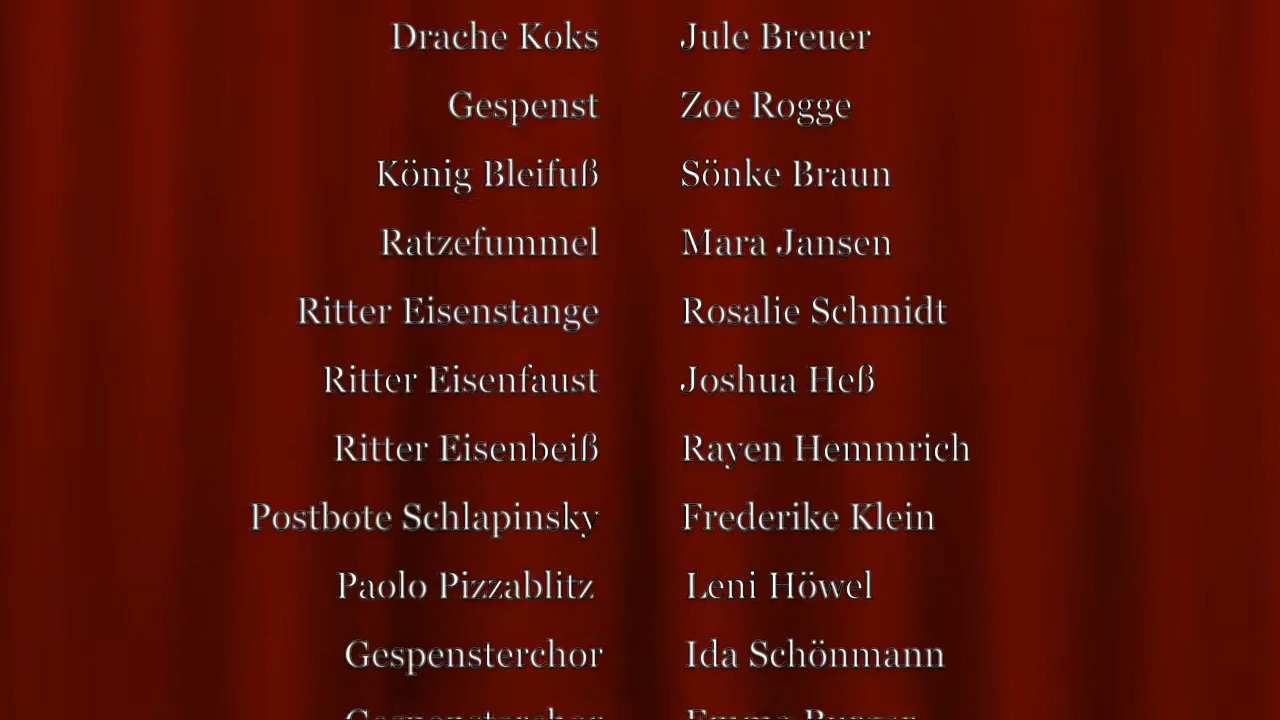 Drache Koks Jule Breuer
Gespenst Zoe Rogge
König Bleifuß Sönke Braun
Ratzefummel Mara Jansen
Ritter Eisenstange Rosalie Schmidt
Ritter Eisenfaust Joshua Heß
Ritter Eisenbeiß Rayen Hemmrich
Postbote Schlapinsky Frederike Klein
Paolo Pizzablitz Leni Höwel
Gespensterchor Ida Schönmann